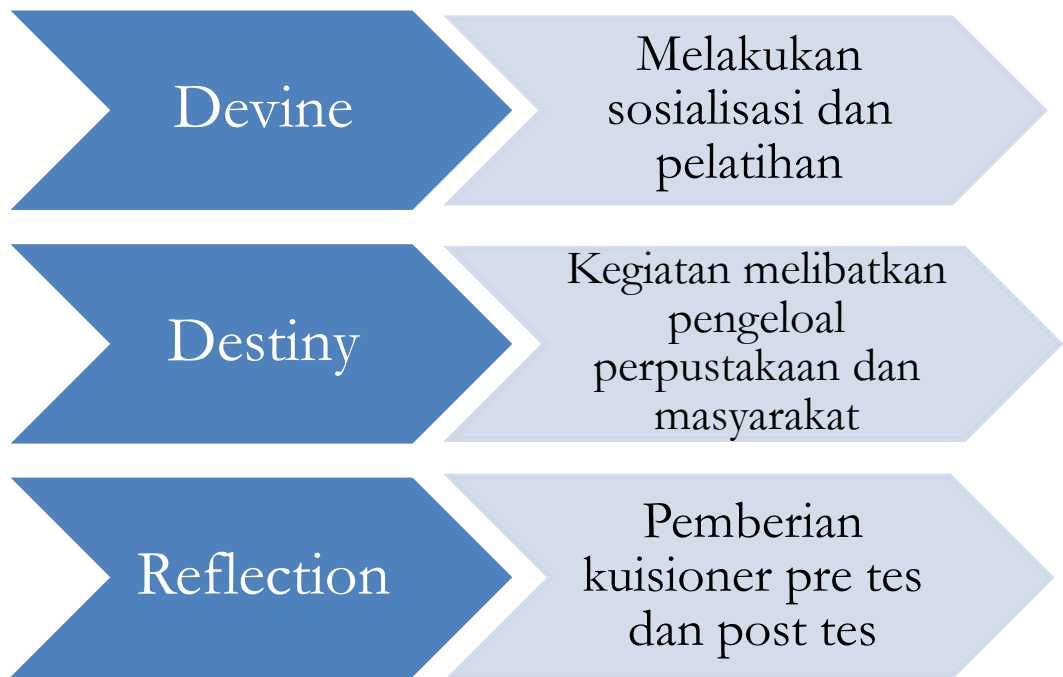 Devine
Melakukan
sosialisasi dan
pelatihan
Destiny
Kegiatan melibatkan
pengeloal
perpustakaan dan
masyarakat
Reflection
Pemberian
kuisioner pre tes
dan post tes